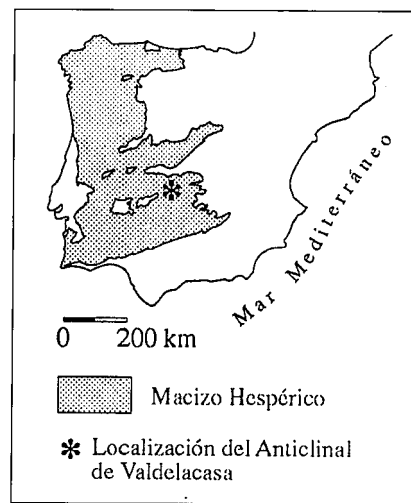 Mar Mediterráneo
0 200 km
Macizo Hespérico
* Localización del Anticlinal
de Valdelacasa